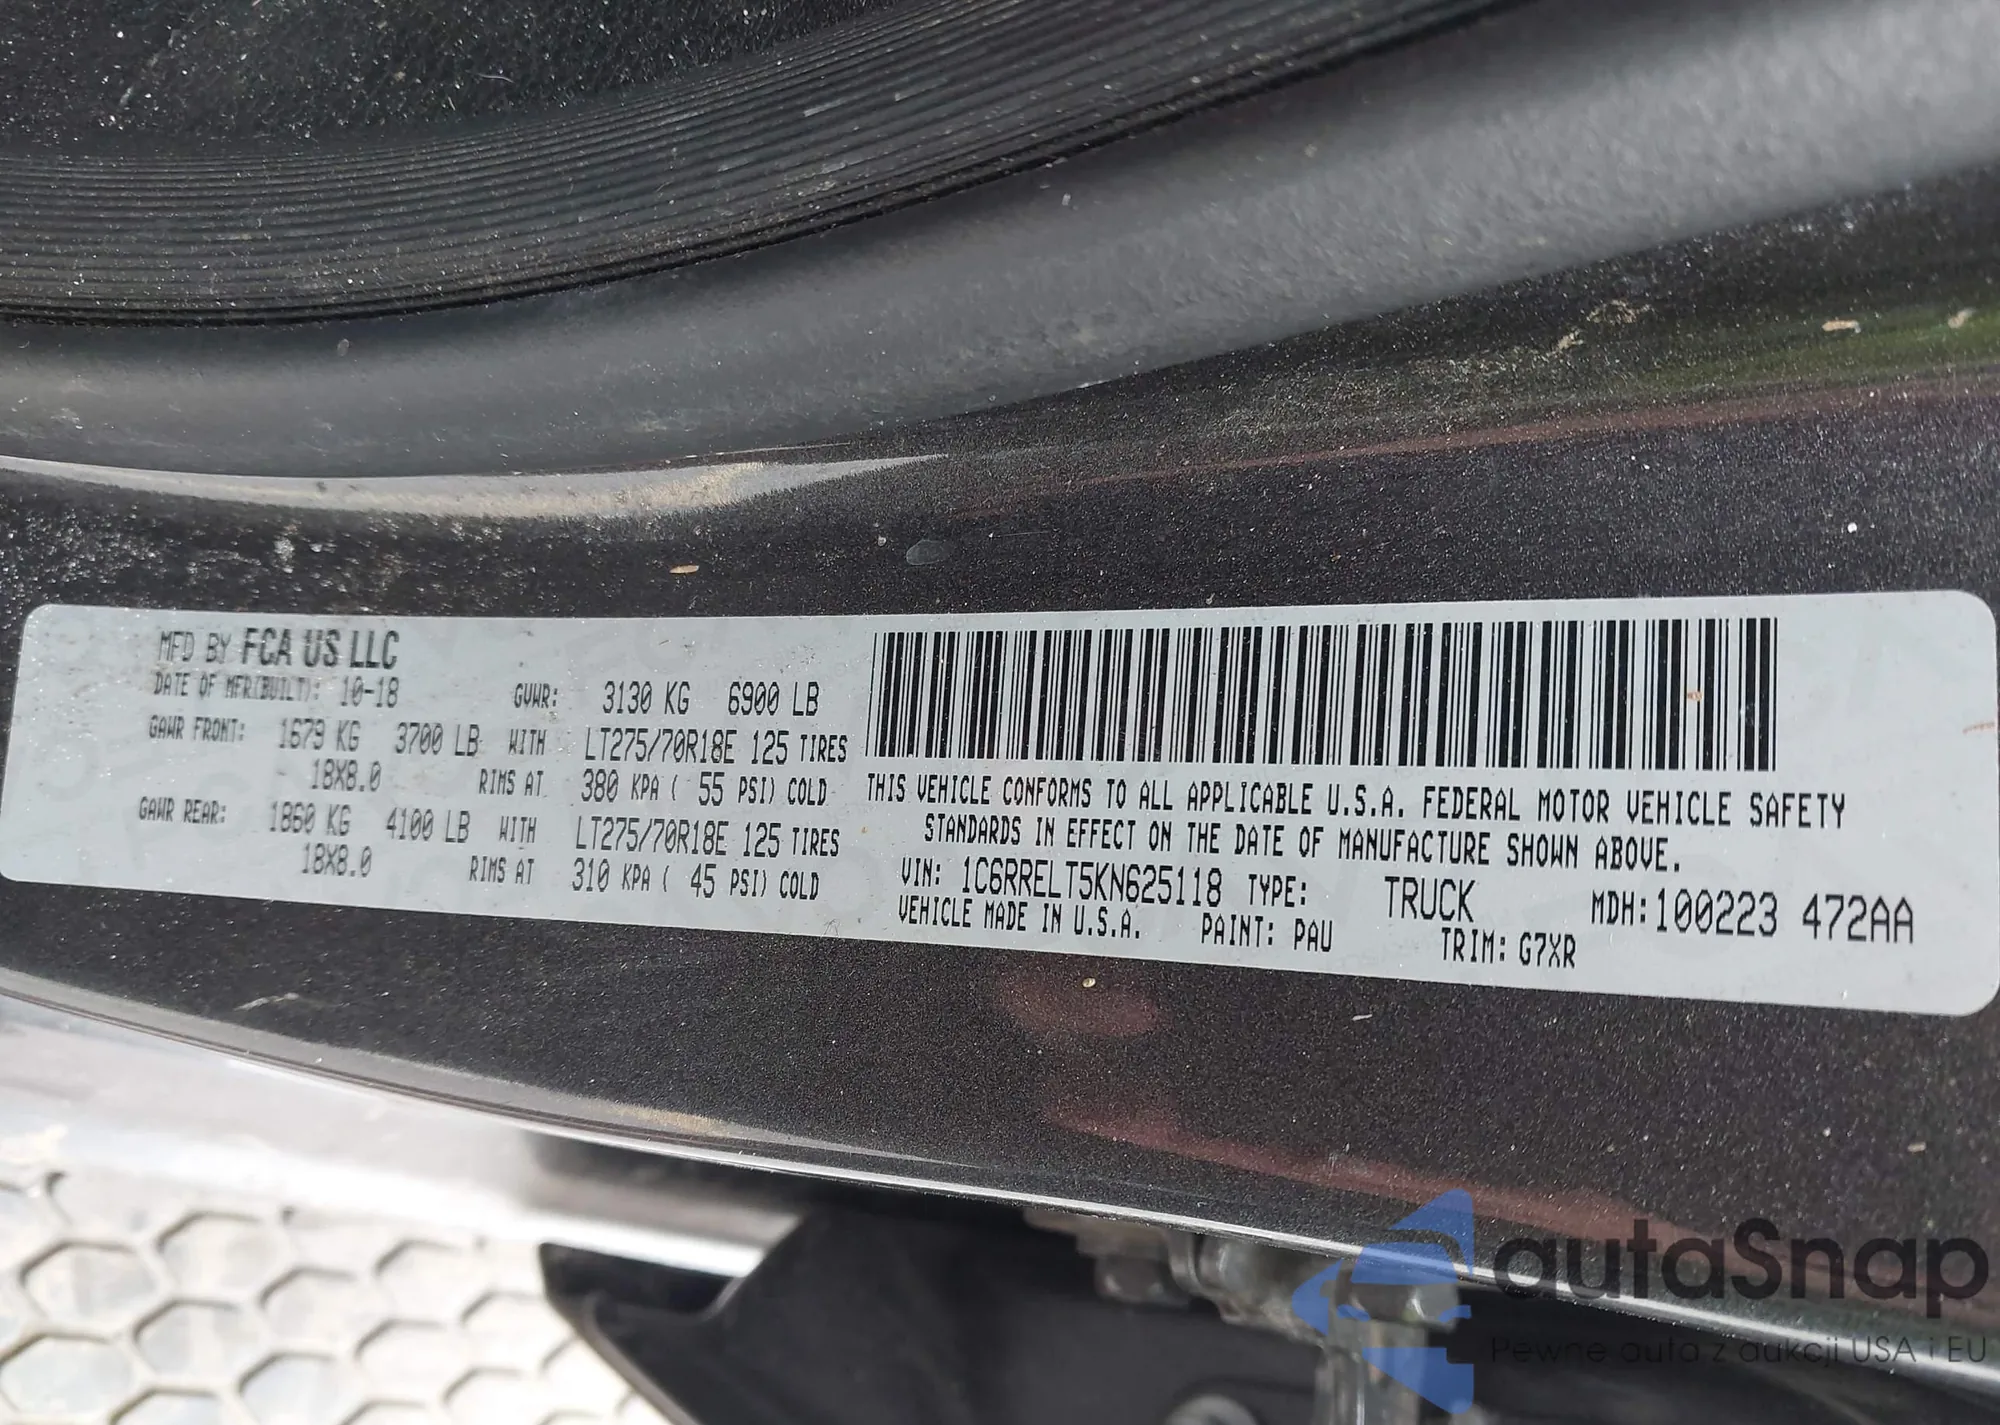 MFD BY FCA US LLC
DATE OF MFR(BUILT): 10-18 GVWR: 3130 KG 6900 LB
GAWR FRONT: 1679 KG 3700 LB WITH LT275/70R18E 125 TIRES
18X8.0 RIMS AT 380 KPA ( 55 PSI) COLD
GAWR REAR: 1860 KG 4100 LB WITH LT275/70R18E 125 TIRES
18X8.0 RIMS AT 310 KPA ( 45 PSI) COLD
THIS VEHICLE CONFORMS TO ALL APPLICABLE U.S.A. FEDERAL MOTOR VEHICLE SAFETY
STANDARDS IN EFFECT ON THE DATE OF MANUFACTURE SHOWN ABOVE.
VIN: 1C6RRELT5KN625118 TYPE: TRUCK MDH:100223 472AA
VEHICLE MADE IN U.S.A. PAINT: PAU TRIM: G7XR
autaSnap
Pewne auta z aukcji USA i EU